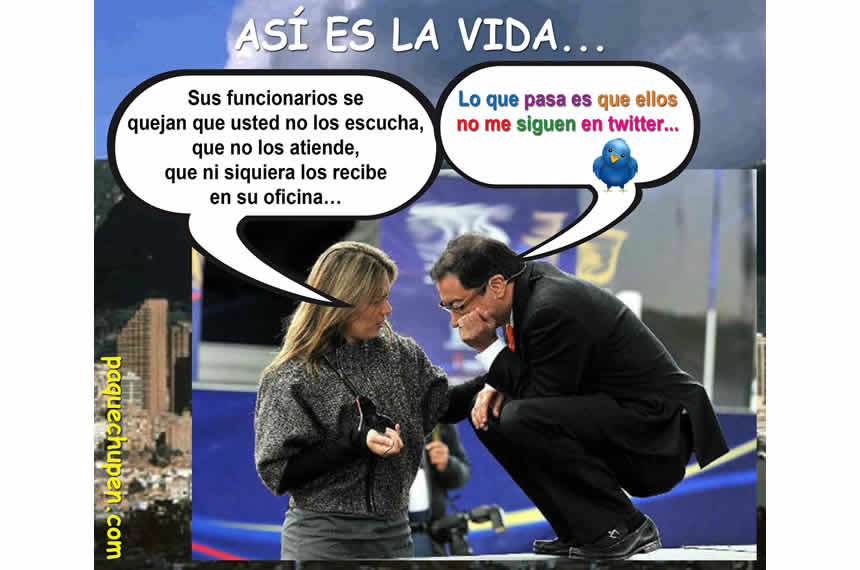 ASÍ ES LA VIDA...
Sus funcionarios se
quejan que usted no los escucha,
que no los atiende,
que ni siquiera los recibe
en su oficina...
Lo que pasa es que ellos
no me siguen en twitter...
paquechupen.com